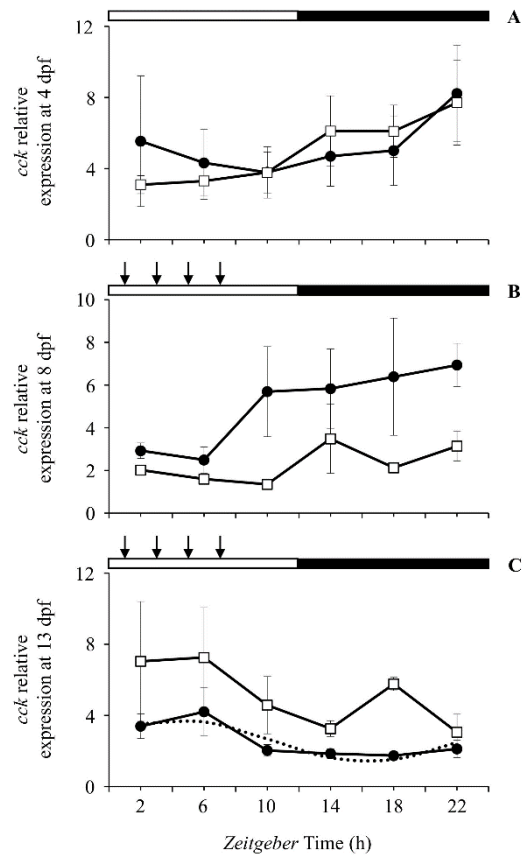 A
cck relative
expression at 4 dpf
12
8
4
0
B
cck relative
expression at 8 dpf
10
8
6
4
2
0
C
cck relative
expression at 13 dpf
12
8
4
0
2 6 10 14 18 22
Zeitgeber Time (h)